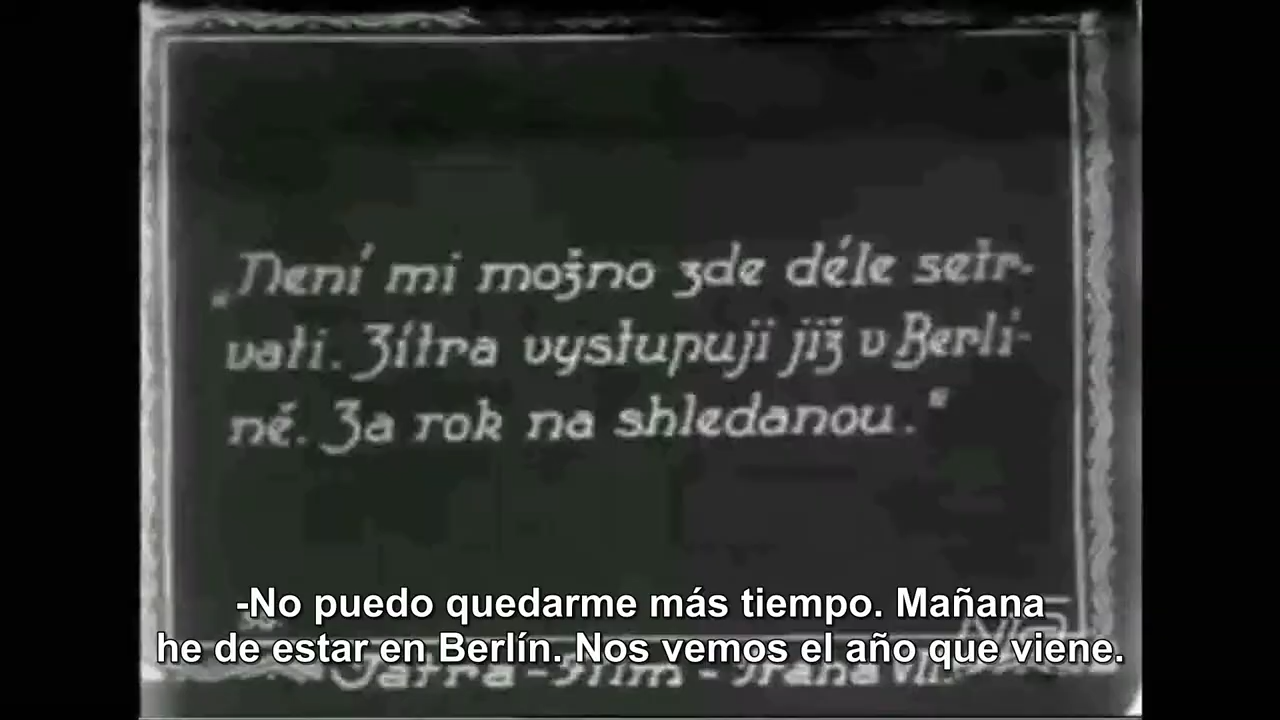 „Není mi možno zde déle setr-
vati. Zítra vystupuji již v Berlí-
ně. Za rok na shledanou.“
-No puedo quedarme más tiempo. Mañana
he de estar en Berlín. Nos vemos el año que viene.